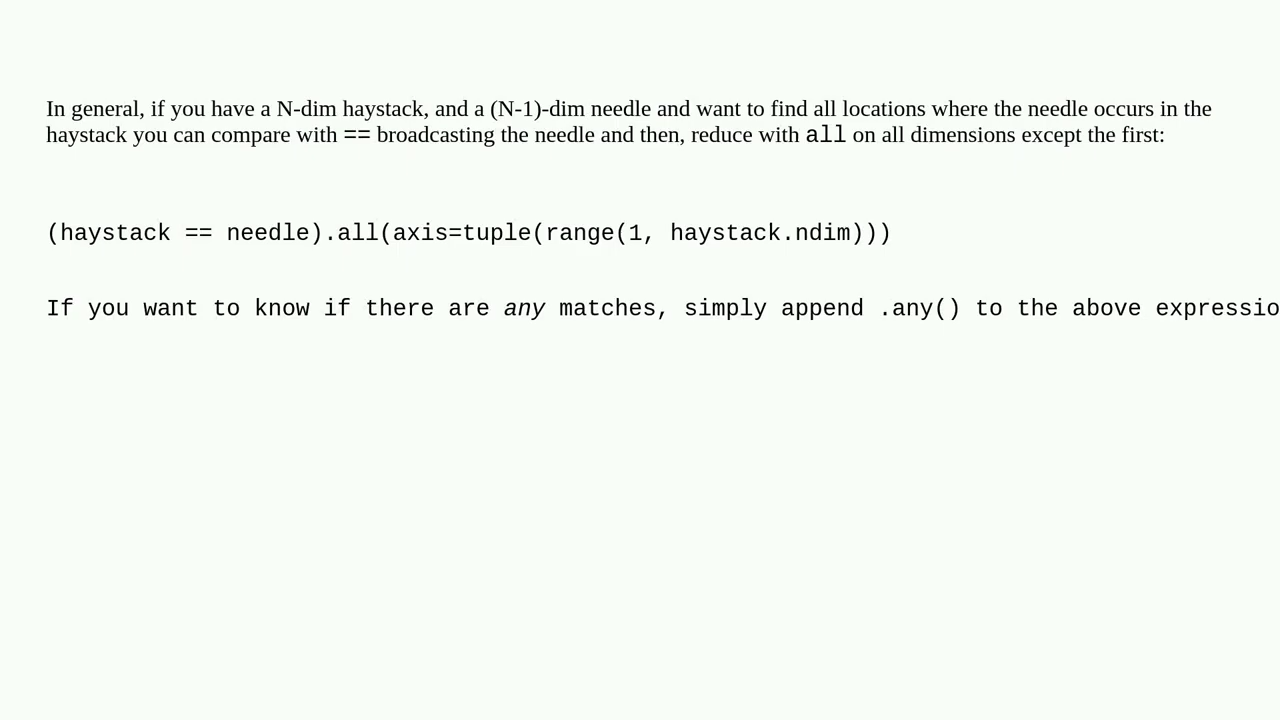 In general, if you have a N-dim haystack, and a (N-1)-dim needle and want to find all locations where the needle occurs in the
haystack you can compare with == broadcasting the needle and then, reduce with all on all dimensions except the first:
(haystack == needle).all(axis=tuple(range(1, haystack.ndim)))
If you want to know if there are any matches, simply append .any() to the above expressio